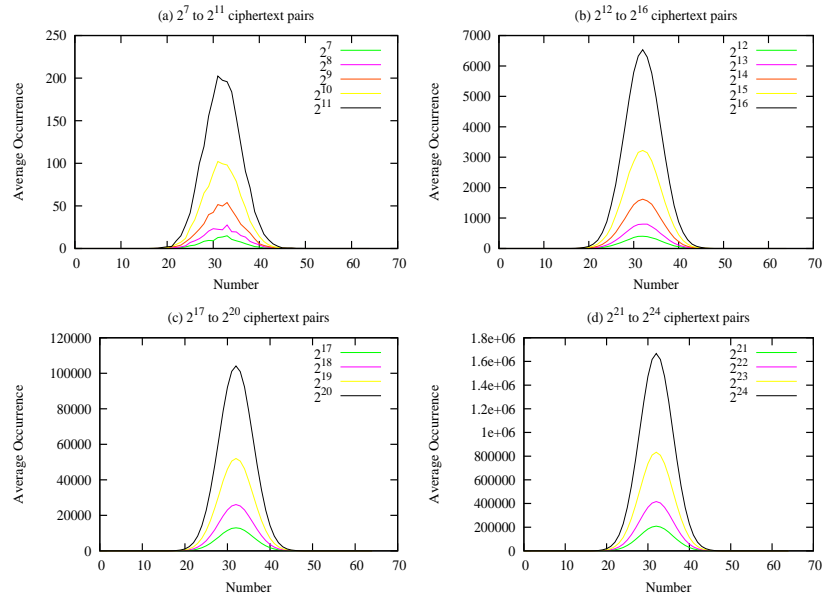 (a) 2^7 to 2^11 ciphertext pairs
250
200
150
100
50
0
0 10 20 30 40 50 60 70
Average Occurrence
Number
2^7
2^8
2^9
2^10
2^11
(b) 2^12 to 2^16 ciphertext pairs
7000
6000
5000
4000
3000
2000
1000
0
0 10 20 30 40 50 60 70
Average Occurrence
Number
2^12
2^13
2^14
2^15
2^16
(c) 2^17 to 2^20 ciphertext pairs
120000
100000
80000
60000
40000
20000
0
0 10 20 30 40 50 60 70
Average Occurrence
Number
2^17
2^18
2^19
2^20
(d) 2^21 to 2^24 ciphertext pairs
1.8e+06
1.6e+06
1.4e+06
1.2e+06
1e+06
800000
600000
400000
200000
0
0 10 20 30 40 50 60 70
Average Occurrence
Number
2^21
2^22
2^23
2^24